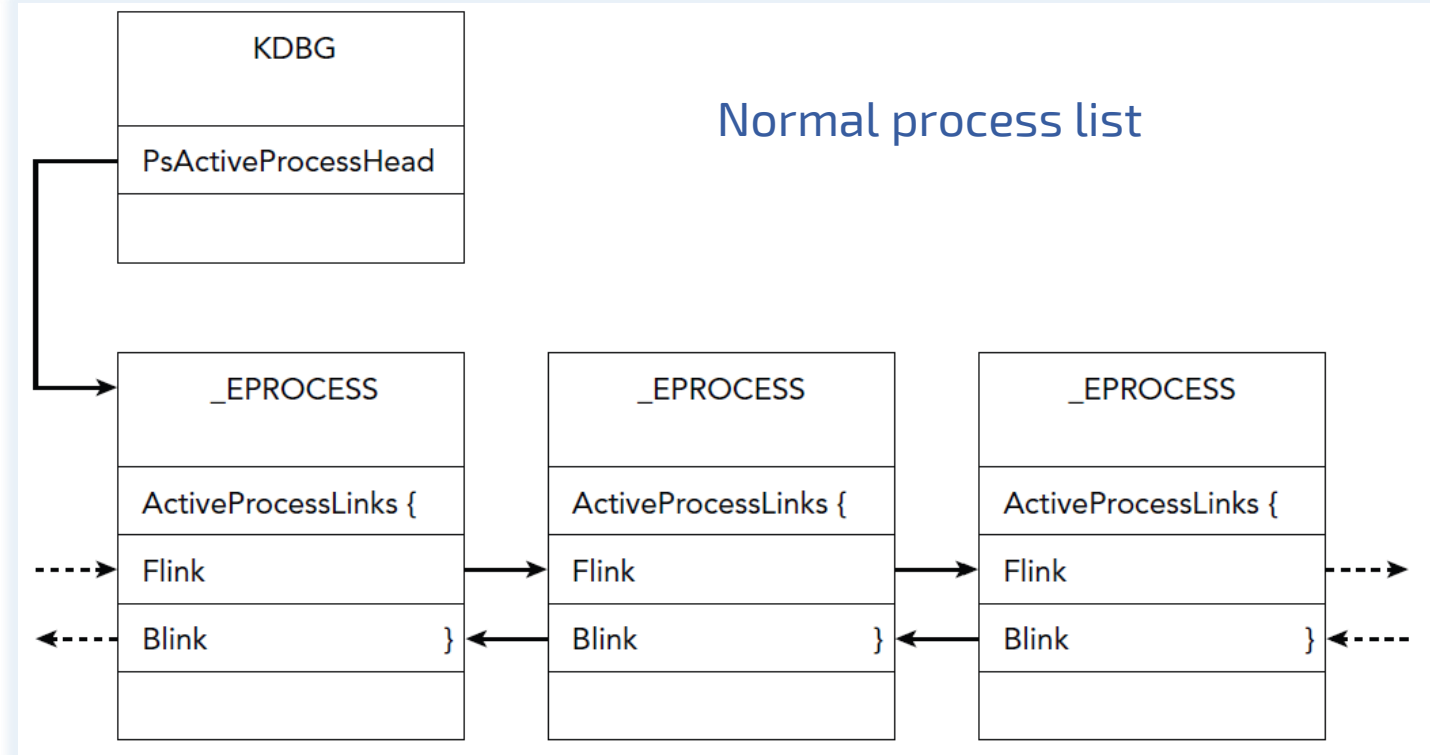 KDBG
Normal process list
PsActiveProcessHead
_EPROCESS
_EPROCESS
_EPROCESS
ActiveProcessLinks {
ActiveProcessLinks {
ActiveProcessLinks {
Flink
Flink
Flink
Blink }
Blink }
Blink }